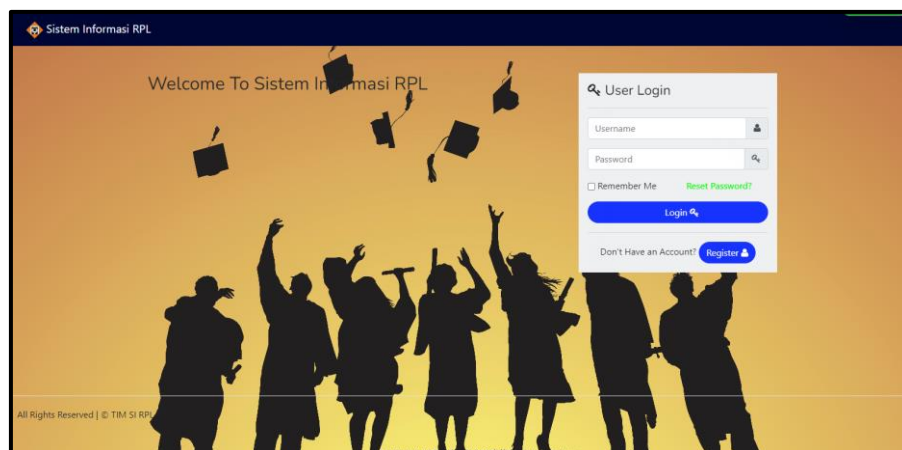 Sistem Informasi RPL
Welcome To Sistem Informasi RPL
User Login
Username
Password
Remember Me Reset Password?
Login
Don't Have an Account? Register
All Rights Reserved | © TIM SI RPL